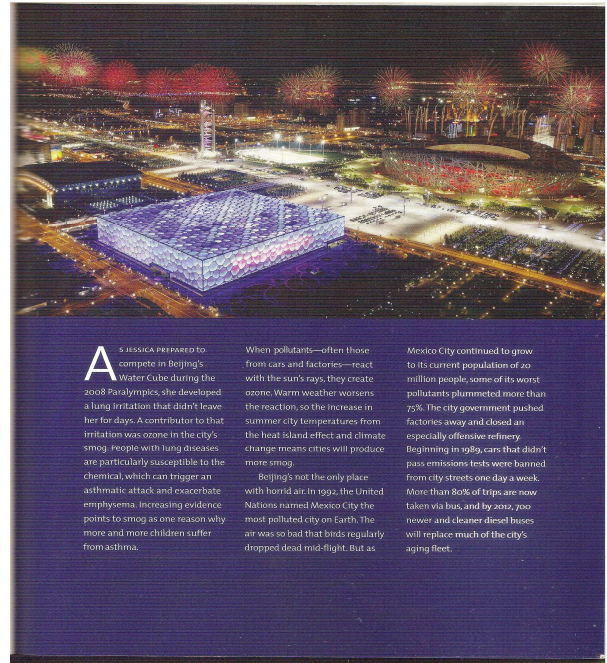 AS JESSICA PREPARED to
compete in Beijing's
Water Cube during the
2008 Paralympics, she developed
a lung irritation that didn't leave
her for days. A contributor to that
irritation was ozone in the city's
smog. People with lung diseases
are particularly susceptible to the
chemical, which can trigger an
asthmatic attack and exacerbate
emphysema. Increasing evidence
points to smog as one reason why
more and more children suffer
from asthma.
When pollutants—often those
from cars and factories—react
with the sun's rays, they create
ozone. Warm weather worsens
the reaction, so the increase in
summer city temperatures from
the heat island effect and climate
change means cities will produce
more smog.
Beijing's not the only place
with horrid air. In 1992, the United
Nations named Mexico City the
most polluted city on Earth. The
air was so bad that birds regularly
dropped dead mid-flight. But as
Mexico City continued to grow
to its current population of 20
million people, some of its worst
pollutants plummeted more than
75%. The city government pushed
factories away and closed an
especially offensive refinery.
Beginning in 1989, cars that didn't
pass emissions tests were banned
from city streets one day a week.
More than 80% of trips are now
taken via bus, and by 2012, 700
newer and cleaner diesel buses
will replace much of the city's
aging fleet.